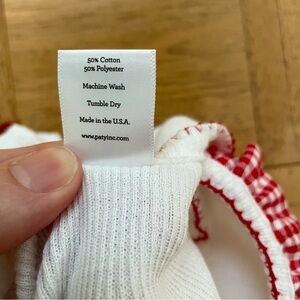 50% Cotton
50% Polyester
Machine Wash
Tumble Dry
Made in the U.S.A.
www.patyinc.com